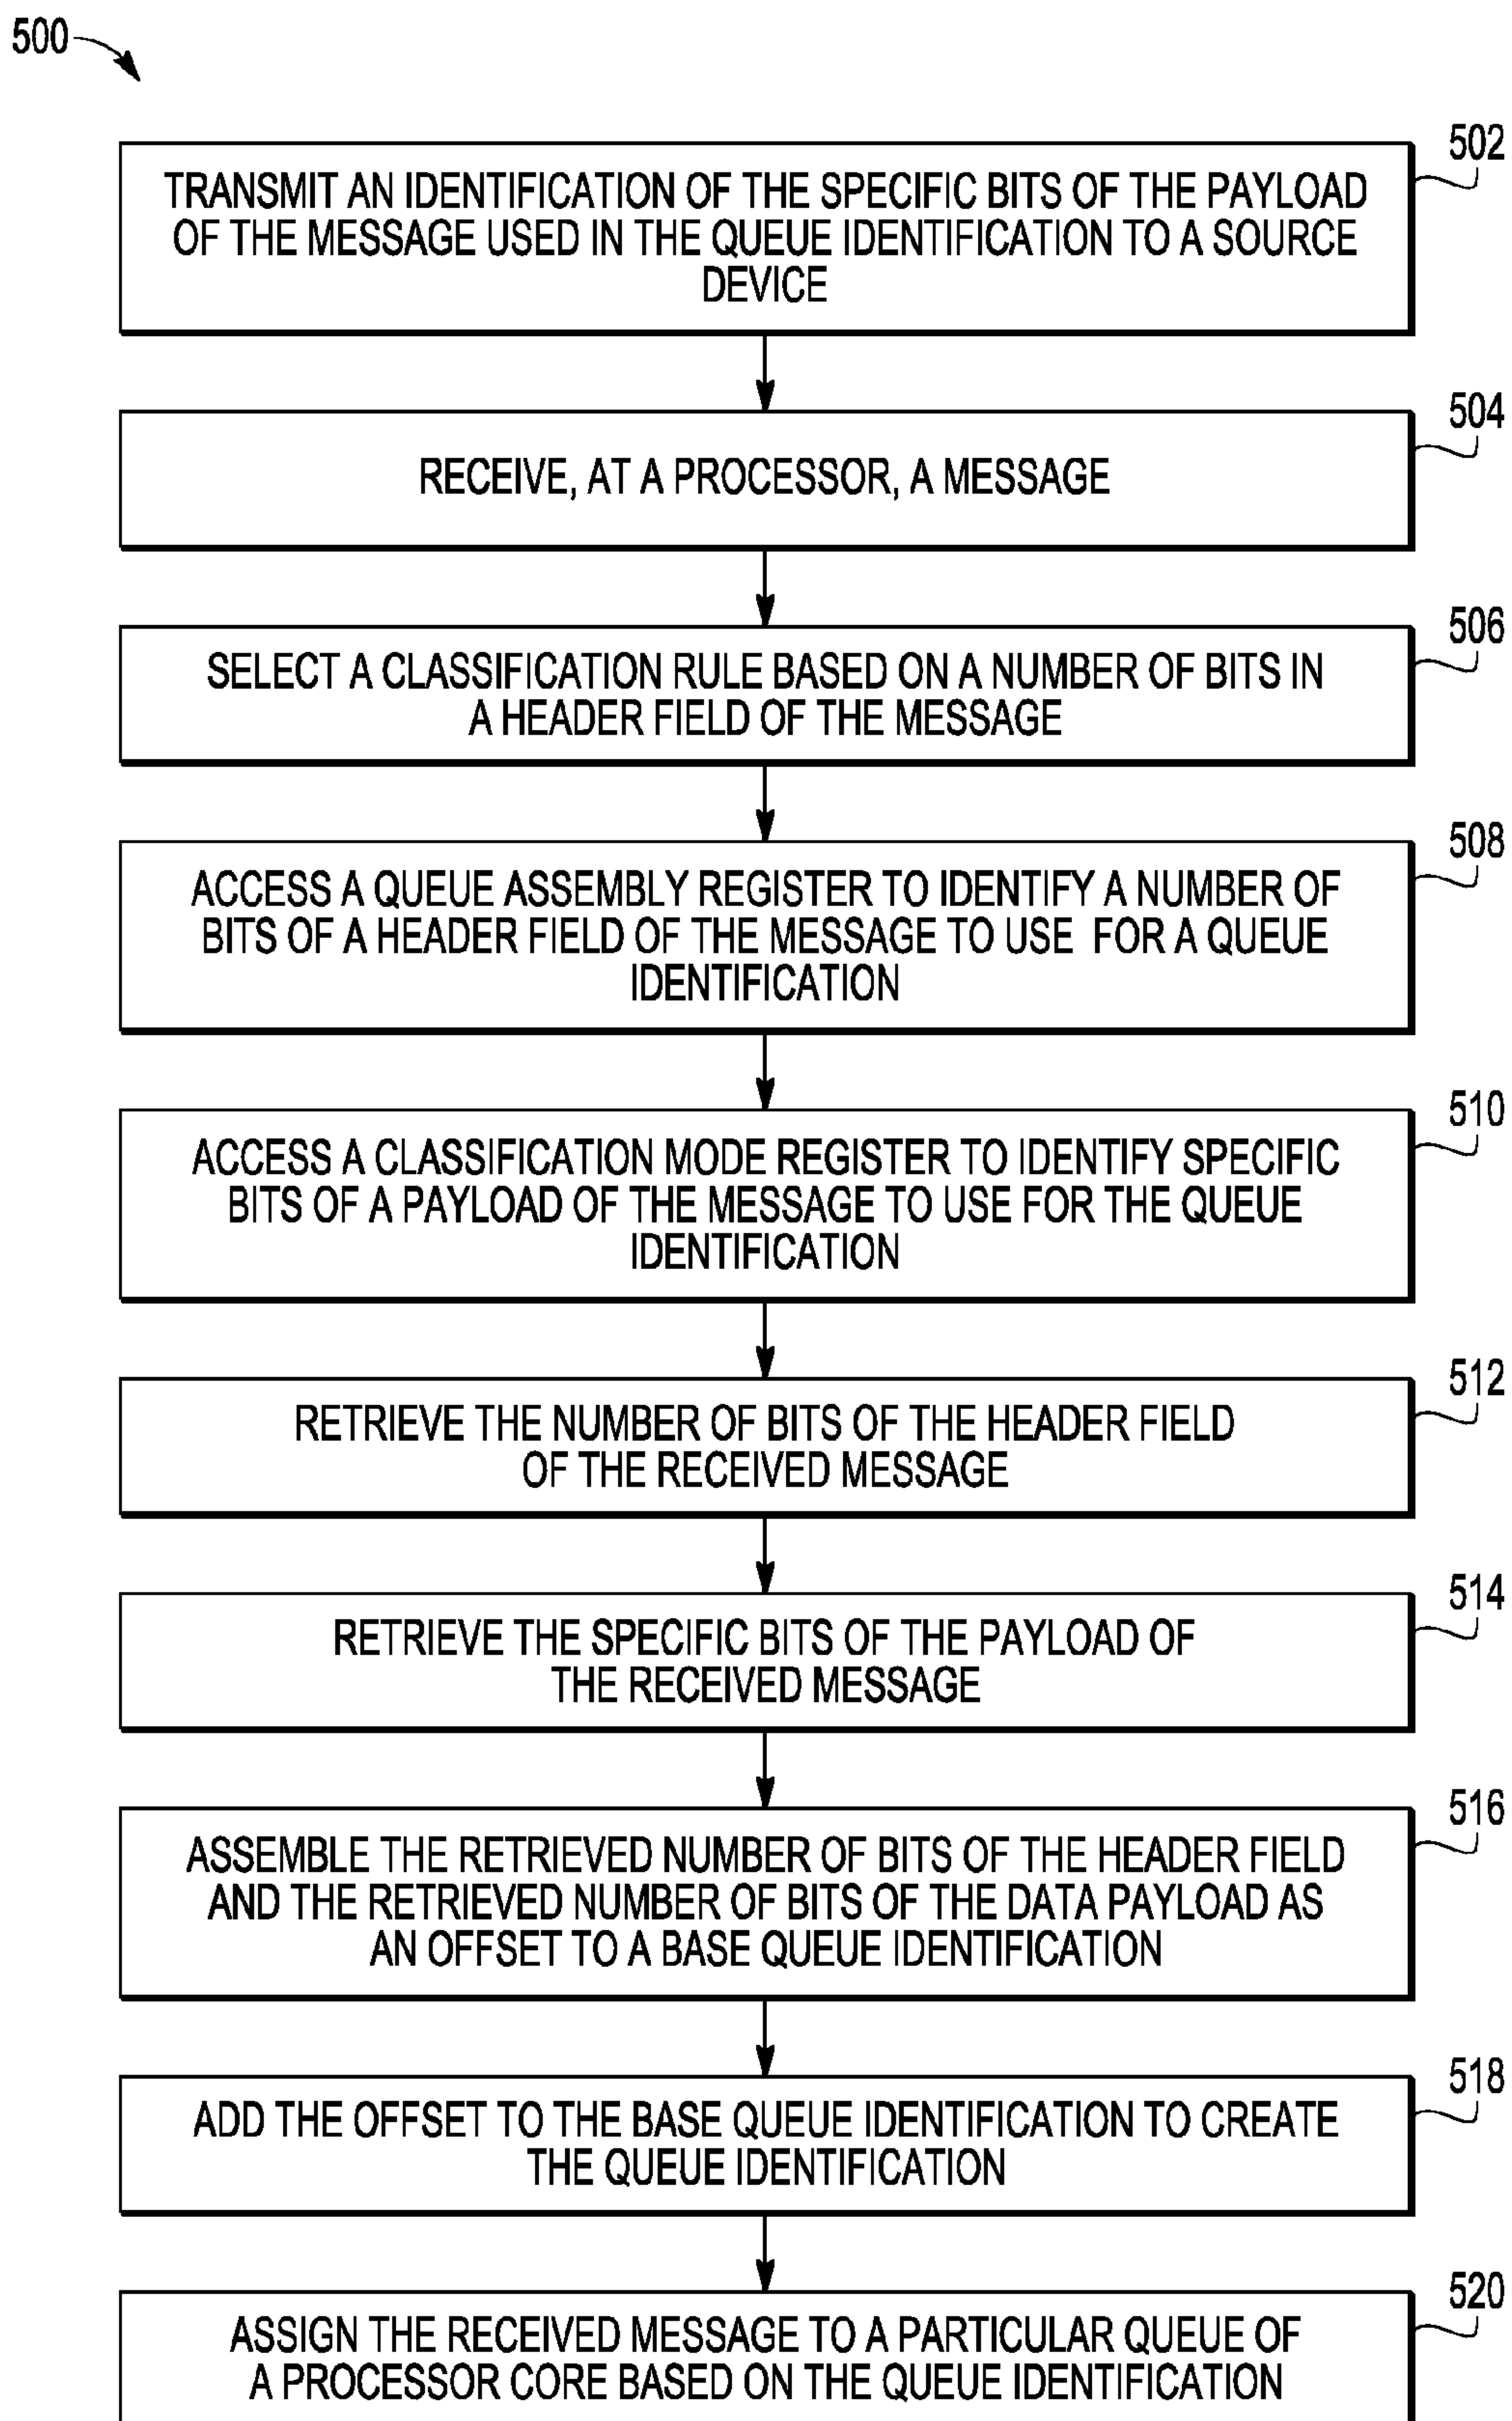 500
502
TRANSMIT AN IDENTIFICATION OF THE SPECIFIC BITS OF THE PAYLOAD
OF THE MESSAGE USED IN THE QUEUE IDENTIFICATION TO A SOURCE
DEVICE
504
RECEIVE, AT A PROCESSOR, A MESSAGE
506
SELECT A CLASSIFICATION RULE BASED ON A NUMBER OF BITS IN
A HEADER FIELD OF THE MESSAGE
508
ACCESS A QUEUE ASSEMBLY REGISTER TO IDENTIFY A NUMBER OF
BITS OF A HEADER FIELD OF THE MESSAGE TO USE FOR A QUEUE
IDENTIFICATION
510
ACCESS A CLASSIFICATION MODE REGISTER TO IDENTIFY SPECIFIC
BITS OF A PAYLOAD OF THE MESSAGE TO USE FOR THE QUEUE
IDENTIFICATION
512
RETRIEVE THE NUMBER OF BITS OF THE HEADER FIELD
OF THE RECEIVED MESSAGE
514
RETRIEVE THE SPECIFIC BITS OF THE PAYLOAD OF
THE RECEIVED MESSAGE
516
ASSEMBLE THE RETRIEVED NUMBER OF BITS OF THE HEADER FIELD
AND THE RETRIEVED NUMBER OF BITS OF THE DATA PAYLOAD AS
AN OFFSET TO A BASE QUEUE IDENTIFICATION
518
ADD THE OFFSET TO THE BASE QUEUE IDENTIFICATION TO CREATE
THE QUEUE IDENTIFICATION
520
ASSIGN THE RECEIVED MESSAGE TO A PARTICULAR QUEUE OF
A PROCESSOR CORE BASED ON THE QUEUE IDENTIFICATION